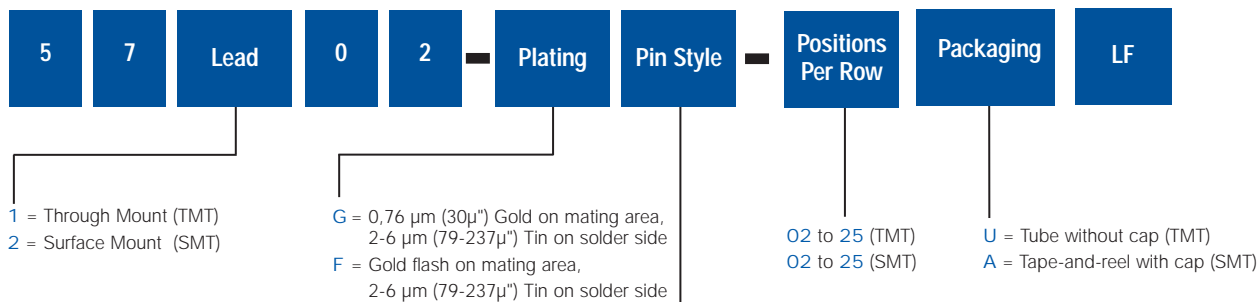 5 7 Lead 0 2 - Plating Pin Style - Positions Per Row Packaging LF
1 = Through Mount (TMT)
2 = Surface Mount (SMT)
G = 0,76 µm (30µ") Gold on mating area,
2-6 µm (79-237µ") Tin on solder side
F = Gold flash on mating area,
2-6 µm (79-237µ") Tin on solder side
02 to 25 (TMT)
02 to 25 (SMT)
U = Tube without cap (TMT)
A = Tape-and-reel with cap (SMT)